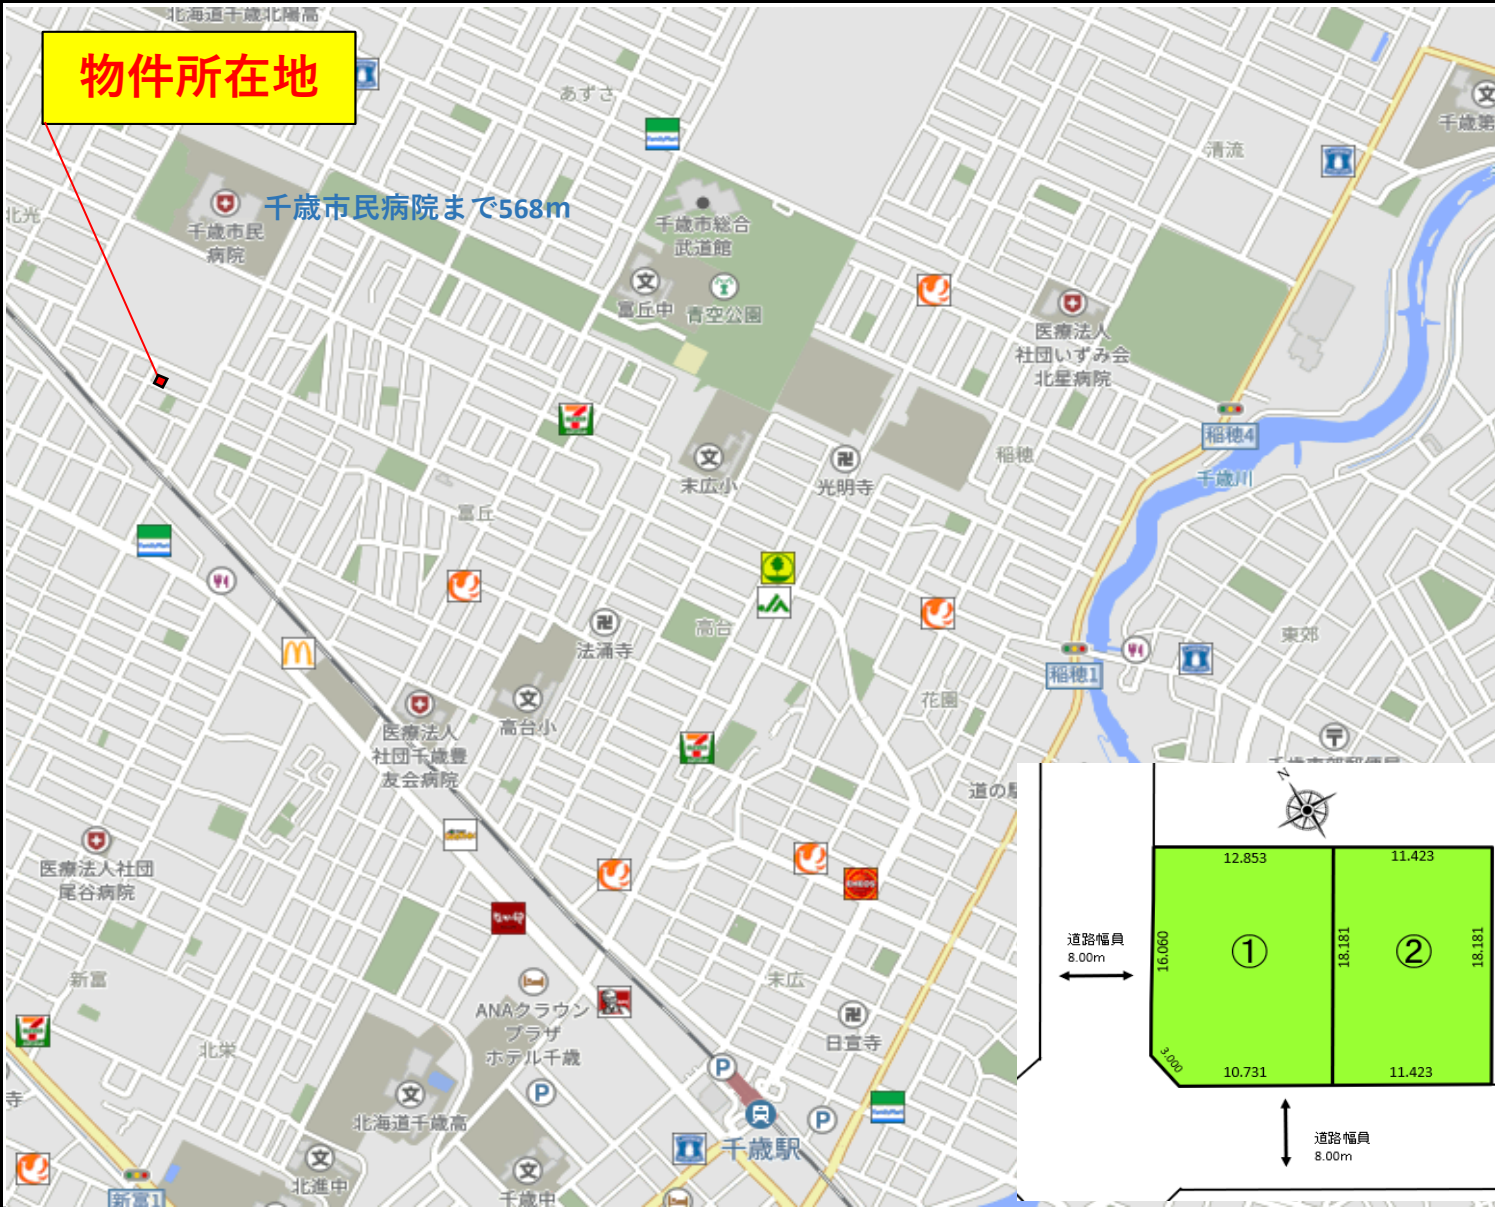 北海道千歳北陽高
物件所在地
あずさ
清流
千歳第
北光
千歳市民病院まで568m
千歳市民
病院
千歳市総合
武道館
富丘中
青空公園
医療法人
社団いずみ会
北星病院
稲穂4
千歳川
稲穂
末広小
光明寺
富丘
法涌寺
高台
東郊
稲穂1
花園
高台小
医療法人
社団千歳豊
友会病院
道の駅
医療法人社団
尾谷病院
新富
末広
ANAクラウン
プラザ
ホテル千歳
日宣寺
北栄
寺
北海道千歳高
千歳駅
北進中
千歳中
新富1
なか卯
ENEOS
FamilyMart
P
P
P
N
12.853
11.423
道路幅員
8.00m
16.060
①
18.181
②
18.181
3.000
10.731
11.423
道路幅員
8.00m